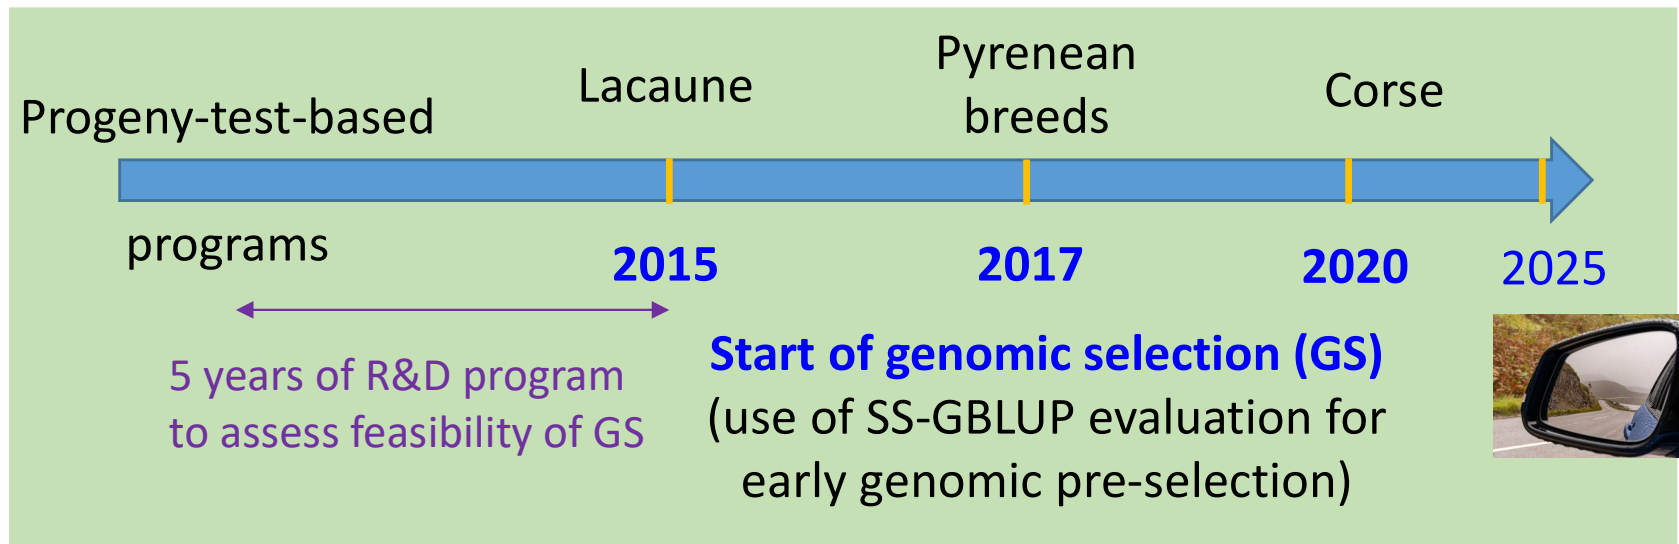 Progeny-test-based
programs
Lacaune
Pyrenean
breeds
Corse
2015
2017
2020
2025
5 years of R&D program
to assess feasibility of GS
Start of genomic selection (GS)
(use of SS-GBLUP evaluation for
early genomic pre-selection)